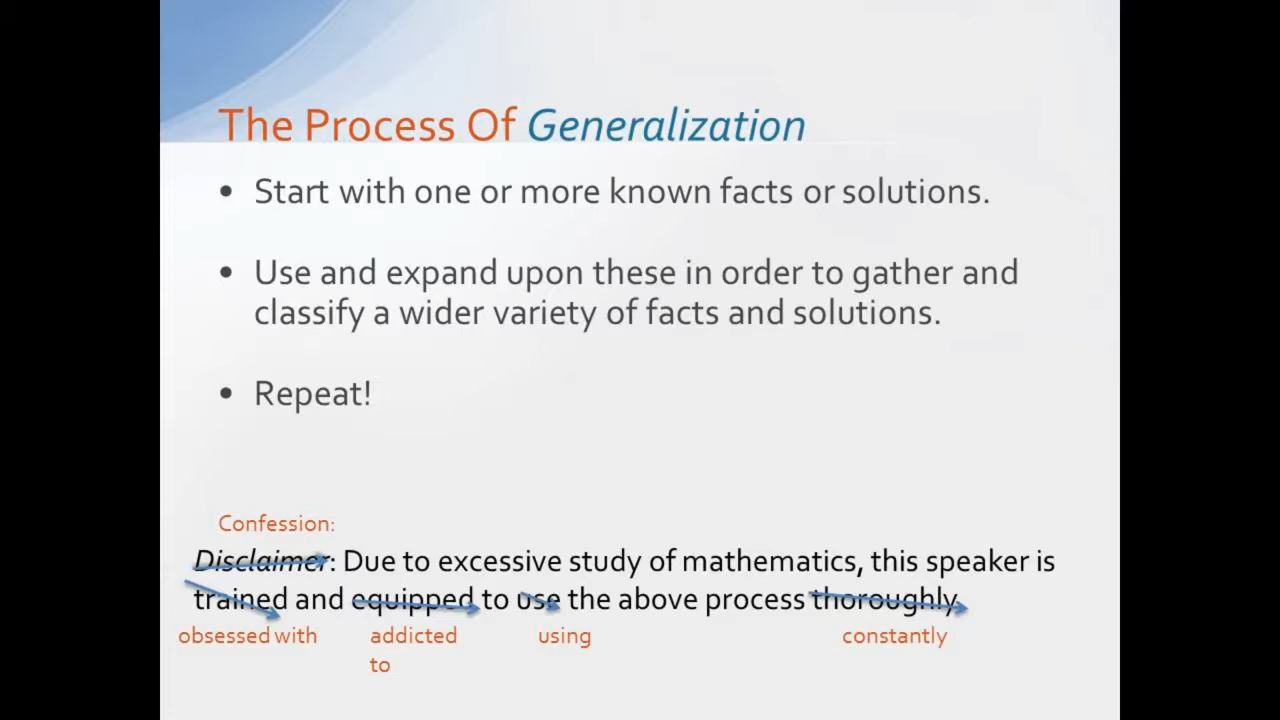 The Process Of Generalization
• Start with one or more known facts or solutions.
• Use and expand upon these in order to gather and
classify a wider variety of facts and solutions.
• Repeat!
Confession:
Disclaimer: Due to excessive study of mathematics, this speaker is
trained and equipped to use the above process thoroughly.
obsessed with addicted using constantly
to